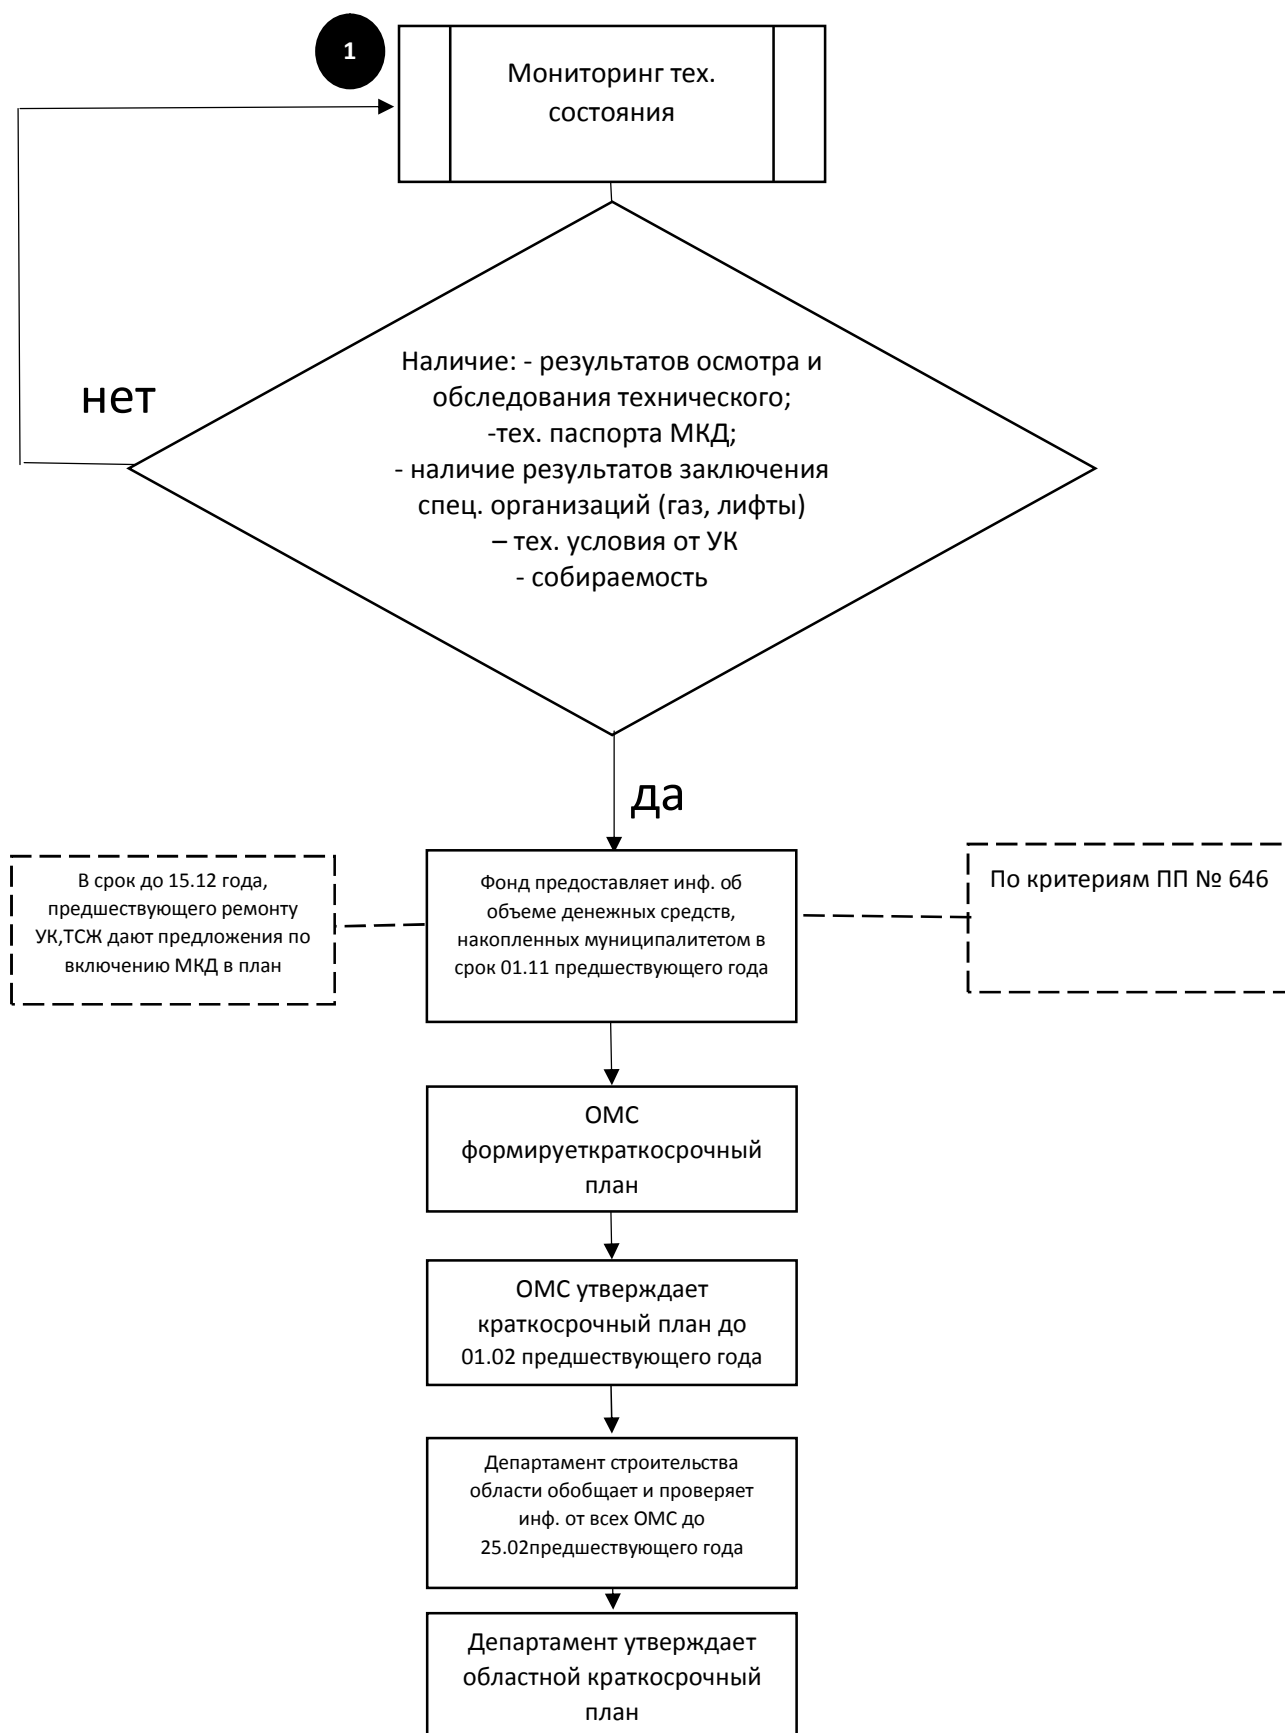 1
Мониторинг тех.
состояния
Наличие: - результатов осмотра и
обследования технического;
-тех. паспорта МКД;
- наличие результатов заключения
спец. организаций (газ, лифты)
– тех. условия от УК
- собираемость
нет
да
В срок до 15.12 года,
предшествующего ремонту
УК,ТСЖ дают предложения по
включению МКД в план
Фонд предоставляет инф. об
объеме денежных средств,
накопленных муниципалитетом в
срок 01.11 предшествующего года
По критериям ПП № 646
ОМС
формируеткраткосрочный
план
ОМС утверждает
краткосрочный план до
01.02 предшествующего года
Департамент строительства
области обобщает и проверяет
инф. от всех ОМС до
25.02предшествующего года
Департамент утверждает
областной краткосрочный
план